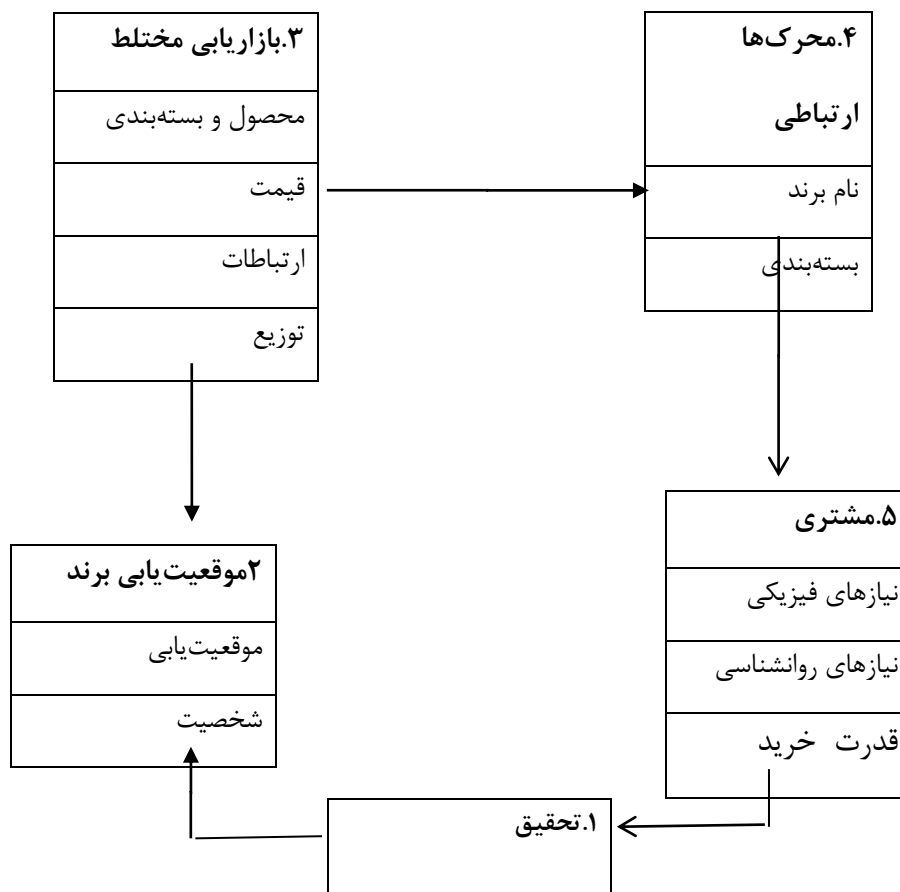 ۳.بازاریابی مختلط
محصول و بسته‌بندی
قیمت
ارتباطات
توزیع
۴.محرک‌ها
ارتباطی
نام برند
بسته‌بندی
۵.مشتری
نیازهای فیزیکی
نیازهای روانشناسی
قدرت خرید
۲موقعیت‌یابی برند
موقعیت‌یابی
شخصیت
۱.تحقیق